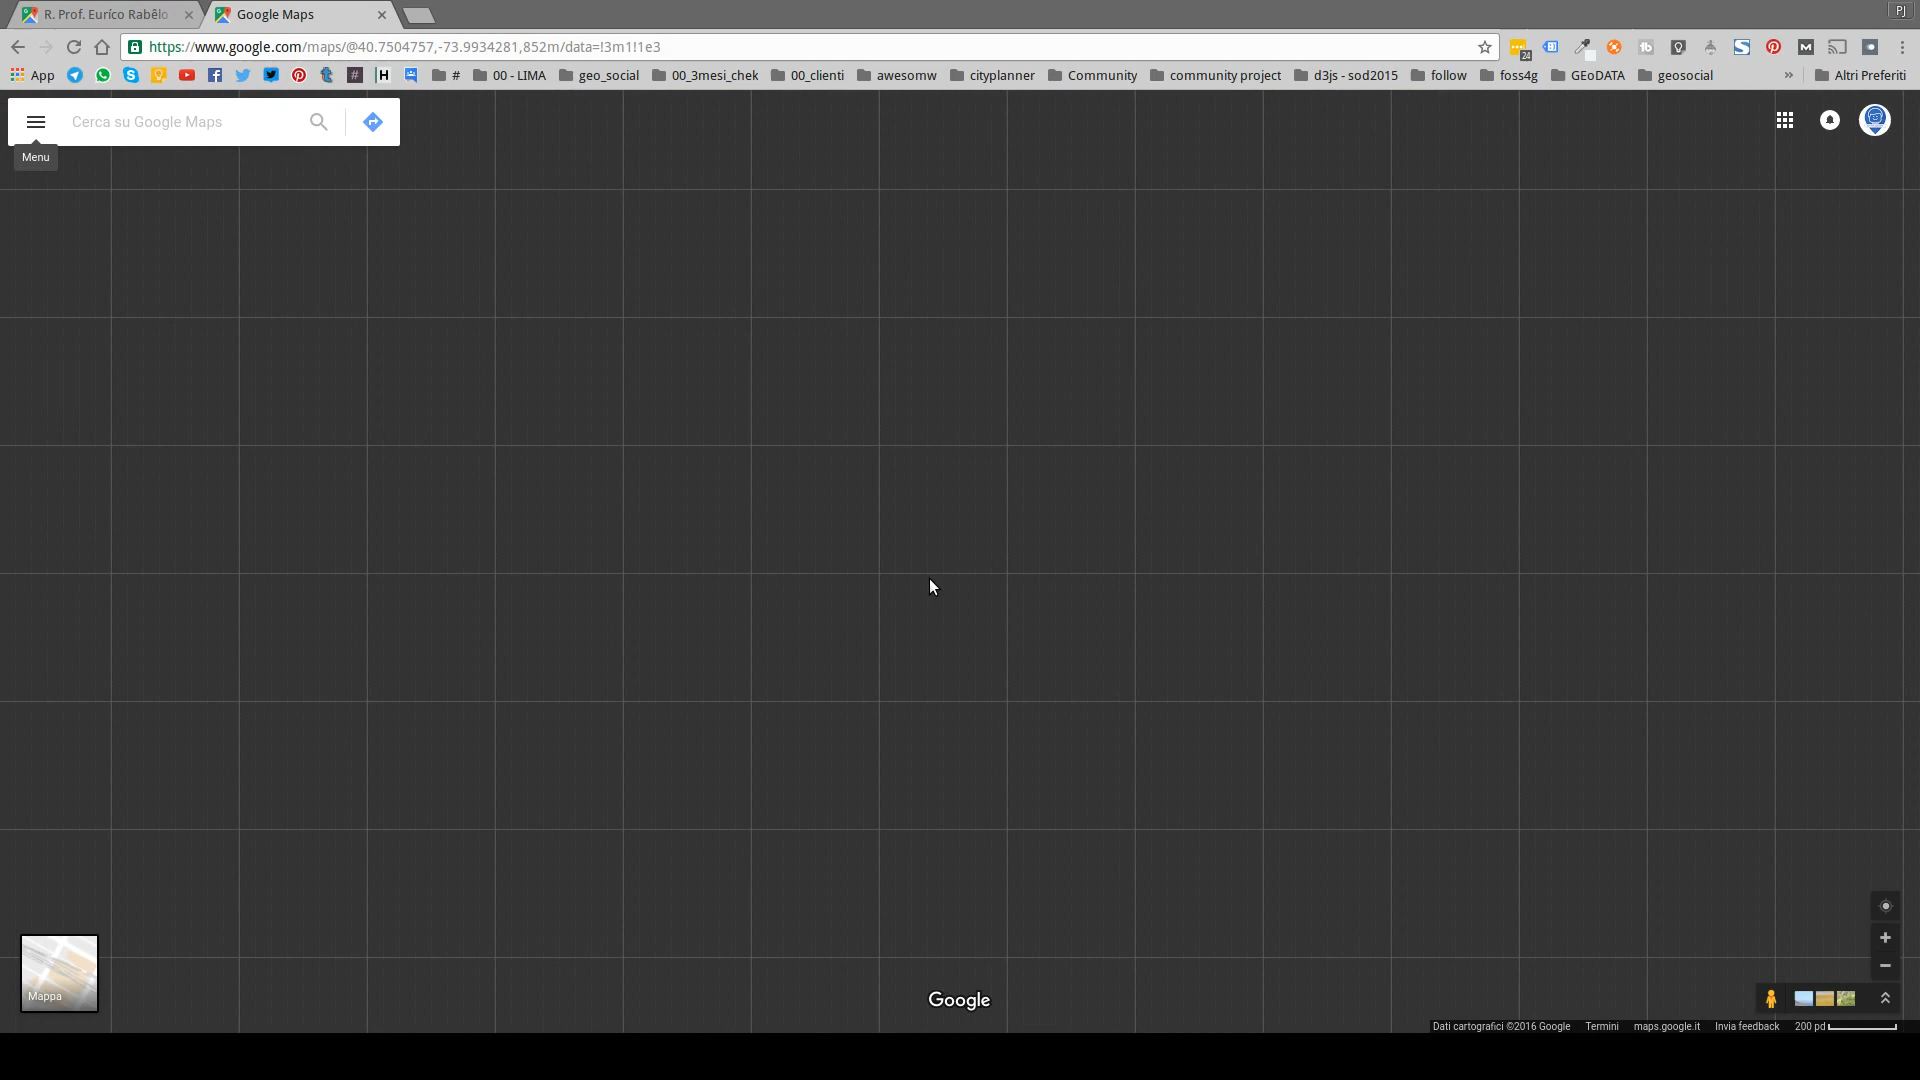 R. Prof. Eurico Rabêlo
Google Maps
PJ
https://www.google.com/maps/@40.7504757,-73.9934281,852m/data=!3m1!1e3
24
App # 00 - LIMA geo_social 00_3mesi_chek 00_clienti awesomw cityplanner Community community project d3js - sod2015 follow foss4g GEoDATA geosocial » Altri Preferiti
Cerca su Google Maps
Menu
Mappa
Google
Dati cartografici ©2016 Google Termini maps.google.it Invia feedback 200 pd